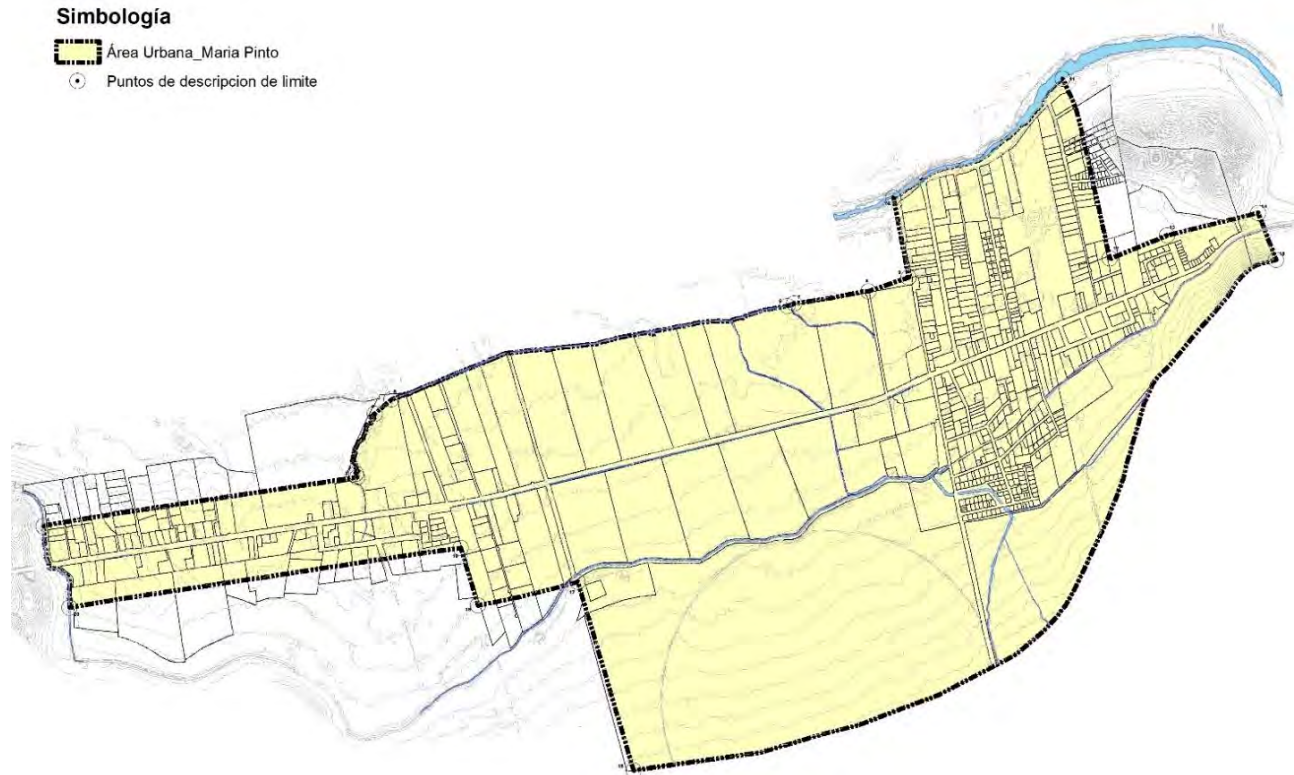 Simbología
Área Urbana_Maria Pinto
Puntos de descripcion de limite